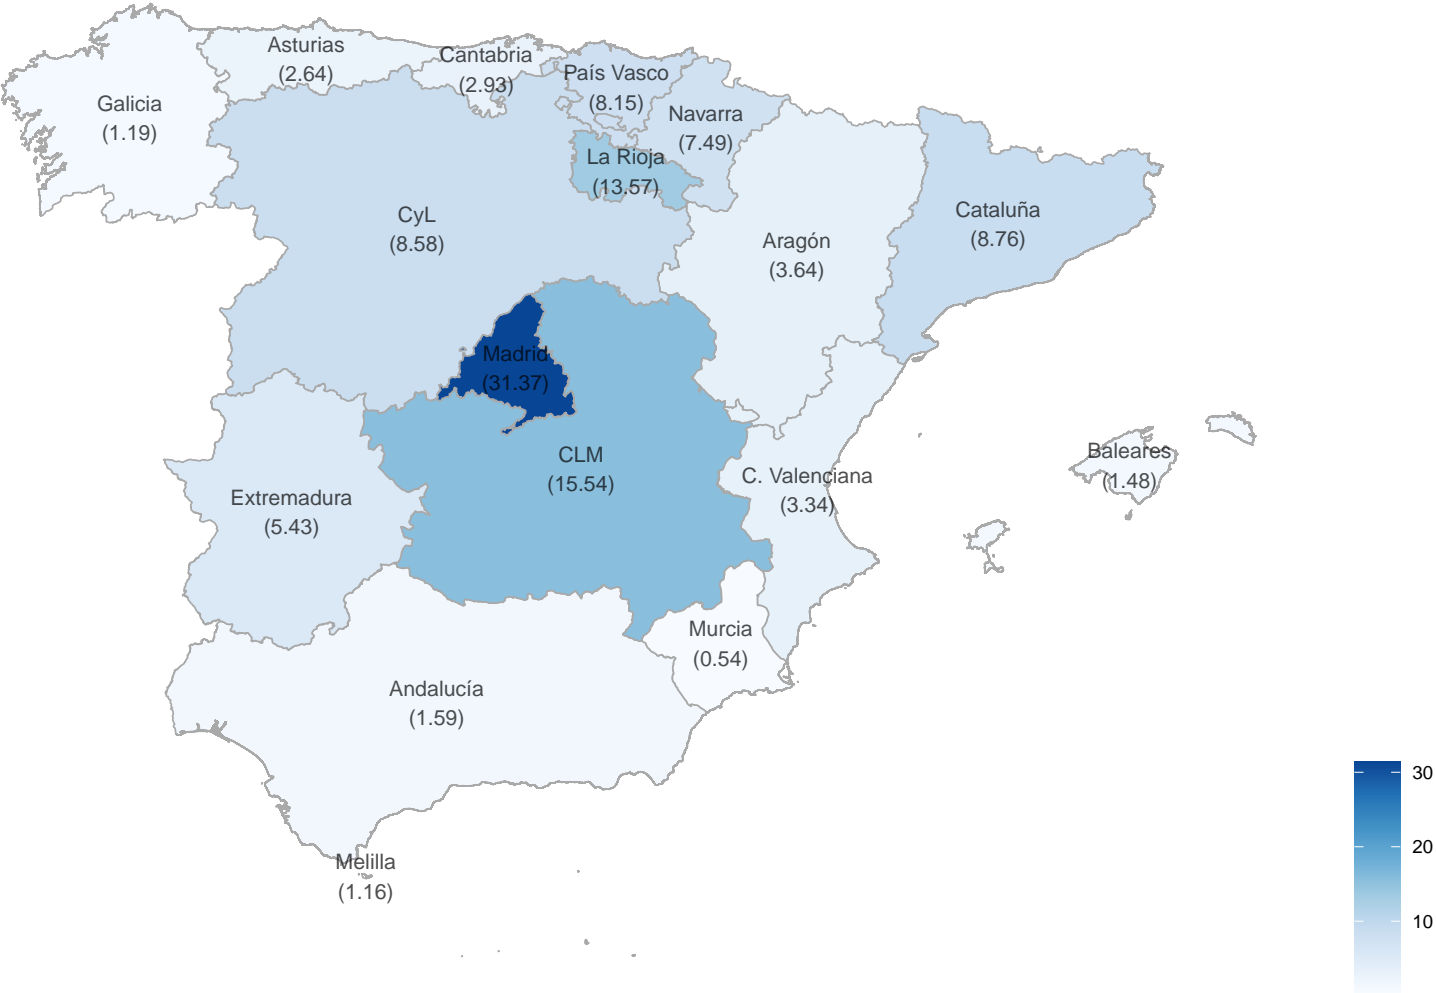 Asturias
(2.64)
Cantabria
(2.93)
País Vasco
(8.15)
Galicia
(1.19)
Navarra
(7.49)
La Rioja
(13.57)
CyL
(8.58)
Cataluña
(8.76)
Aragón
(3.64)
Madrid
(31.37)
CLM
(15.54)
Baleares
(1.48)
C. Valenciana
(3.34)
Extremadura
(5.43)
Murcia
(0.54)
Andalucía
(1.59)
Melilla
(1.16)
30
20
10